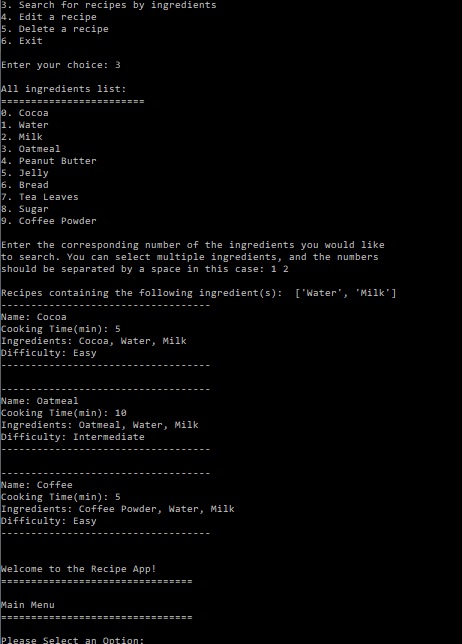 3. Search for recipes by ingredients
4. Edit a recipe
5. Delete a recipe
6. Exit
Enter your choice: 3
All ingredients list:
========================
0. Cocoa
1. Water
2. Milk
3. Oatmeal
4. Peanut Butter
5. Jelly
6. Bread
7. Tea Leaves
8. Sugar
9. Coffee Powder
Enter the corresponding number of the ingredients you would like
to search. You can select multiple ingredients, and the numbers
should be separated by a space in this case: 1 2
Recipes containing the following ingredient(s):  ['Water', 'Milk']
-----------------------------------
Name: Cocoa
Cooking Time(min): 5
Ingredients: Cocoa, Water, Milk
Difficulty: Easy
-----------------------------------
-----------------------------------
Name: Oatmeal
Cooking Time(min): 10
Ingredients: Oatmeal, Water, Milk
Difficulty: Intermediate
-----------------------------------
-----------------------------------
Name: Coffee
Cooking Time(min): 5
Ingredients: Coffee Powder, Water, Milk
Difficulty: Easy
-----------------------------------
Welcome to the Recipe App!
================================
Main Menu
================================
Please Select an Option: